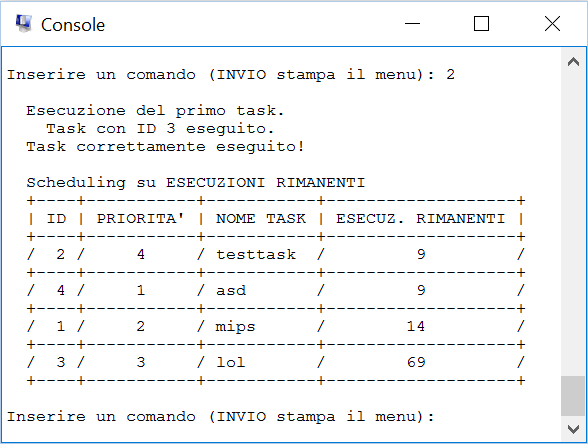 Console
Inserire un comando (INVIO stampa il menu): 2
Esecuzione del primo task.
Task con ID 3 eseguito.
Task correttamente eseguito!
Scheduling su ESECUZIONI RIMANENTI
+----+-----------+-----------+--------------------+
| ID | PRIORITA' | NOME TASK | ESECUZ. RIMANENTI |
+----+-----------+-----------+--------------------+
/ 2 / 4 / testtask / 9 /
+----+-----------+-----------+--------------------+
/ 4 / 1 / asd / 9 /
+----+-----------+-----------+--------------------+
/ 1 / 2 / mips / 14 /
+----+-----------+-----------+--------------------+
/ 3 / 3 / lol / 69 /
+----+-----------+-----------+--------------------+
Inserire un comando (INVIO stampa il menu):